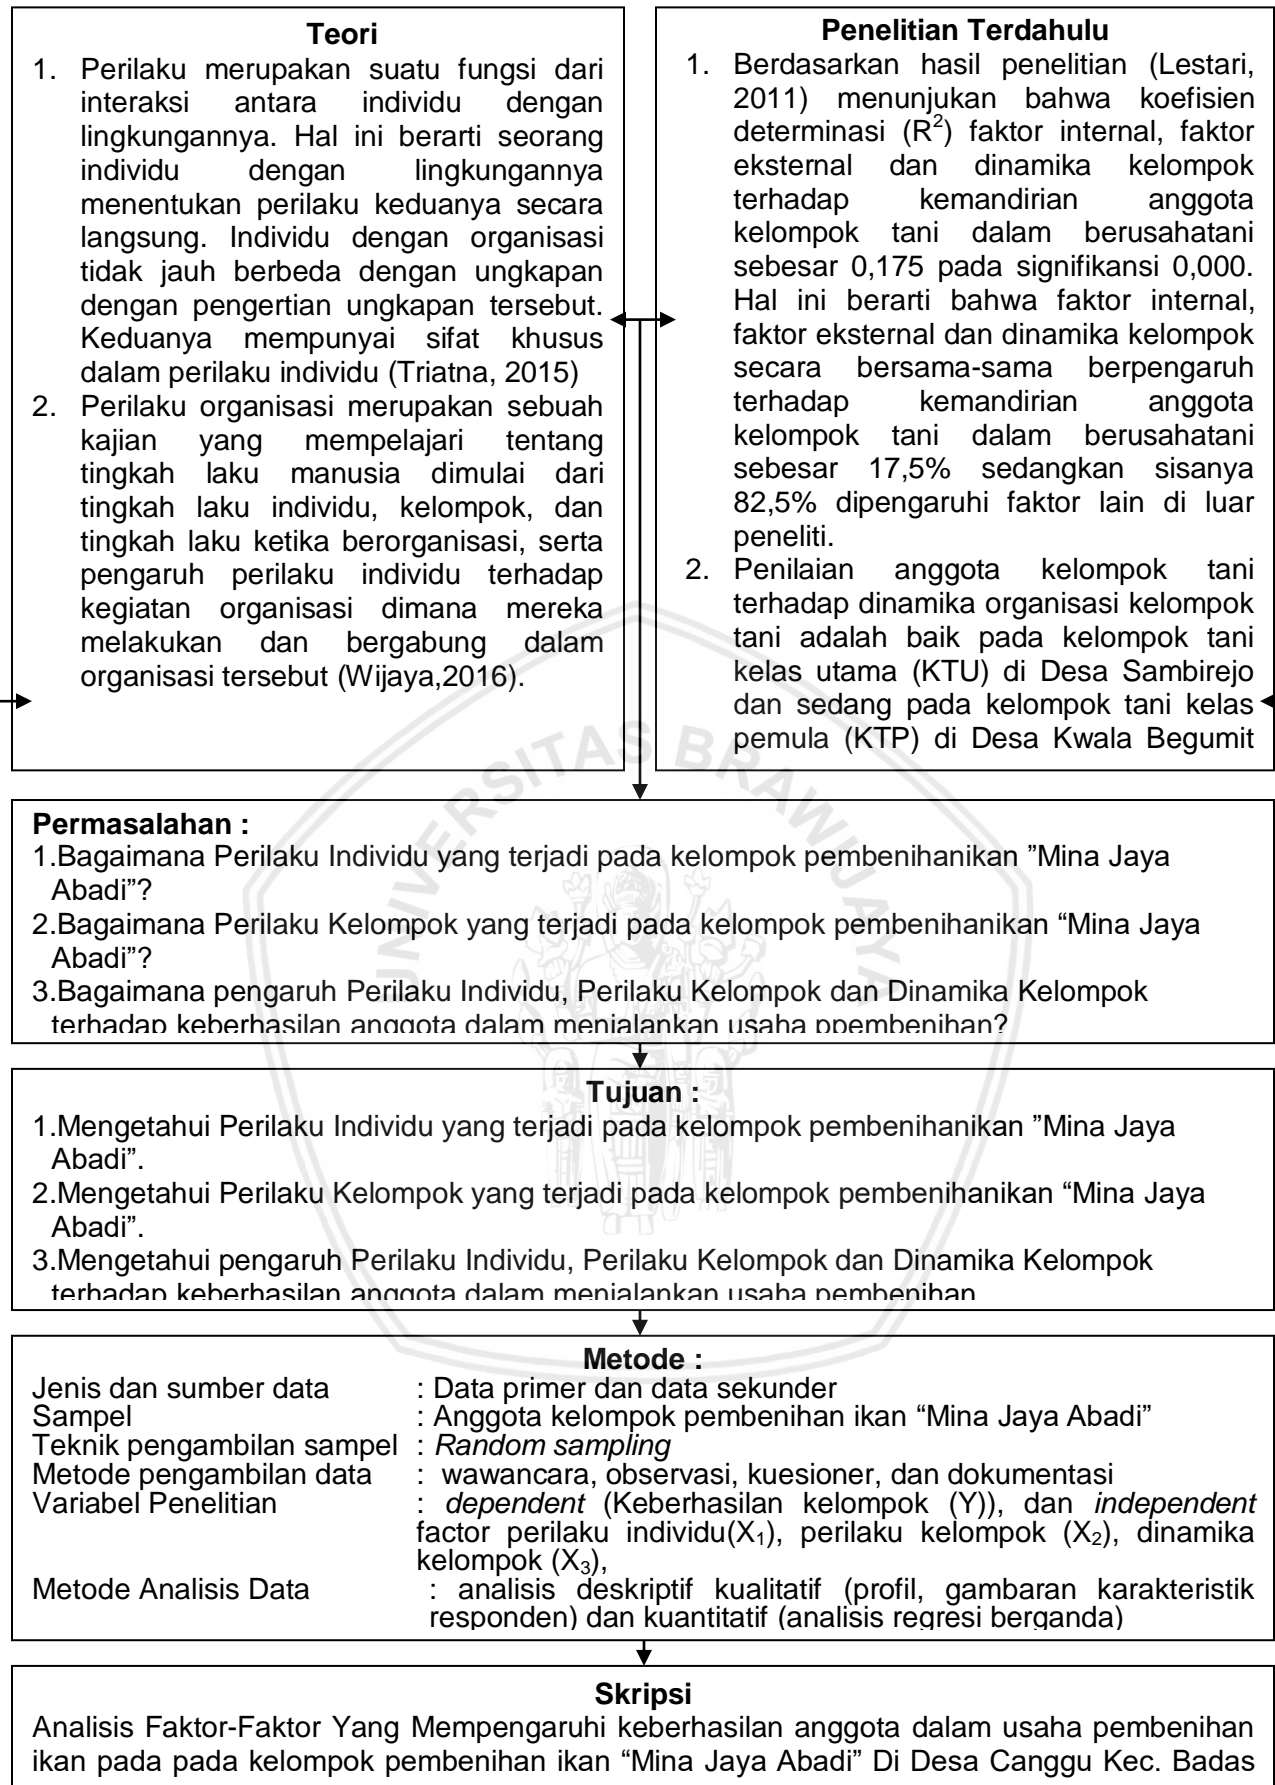 Teori
1. Perilaku merupakan suatu fungsi dari
interaksi antara individu dengan
lingkungannya. Hal ini berarti seorang
individu dengan lingkungannya
menentukan perilaku keduanya secara
langsung. Individu dengan organisasi
tidak jauh berbeda dengan ungkapan
dengan pengertian ungkapan tersebut.
Keduanya mempunyai sifat khusus
dalam perilaku individu (Triatna, 2015)
2. Perilaku organisasi merupakan sebuah
kajian yang mempelajari tentang
tingkah laku manusia dimulai dari
tingkah laku individu, kelompok, dan
tingkah laku ketika berorganisasi, serta
pengaruh perilaku individu terhadap
kegiatan organisasi dimana mereka
melakukan dan bergabung dalam
organisasi tersebut (Wijaya,2016).
Penelitian Terdahulu
1. Berdasarkan hasil penelitian (Lestari,
2011) menunjukan bahwa koefisien
determinasi (R²) faktor internal, faktor
eksternal dan dinamika kelompok
terhadap kemandirian anggota
kelompok tani dalam berusahatani
sebesar 0,175 pada signifikansi 0,000.
Hal ini berarti bahwa faktor internal,
faktor eksternal dan dinamika kelompok
secara bersama-sama berpengaruh
terhadap kemandirian anggota
kelompok tani dalam berusahatani
sebesar 17,5% sedangkan sisanya
82,5% dipengaruhi faktor lain di luar
peneliti.
2. Penilaian anggota kelompok tani
terhadap dinamika organisasi kelompok
tani adalah baik pada kelompok tani
kelas utama (KTU) di Desa Sambirejo
dan sedang pada kelompok tani kelas
pemula (KTP) di Desa Kwala Begumit
UNIVERSITAS BRAWIJAYA
Permasalahan :
1.Bagaimana Perilaku Individu yang terjadi pada kelompok pembenihanikan ”Mina Jaya
Abadi”?
2.Bagaimana Perilaku Kelompok yang terjadi pada kelompok pembenihanikan “Mina Jaya
Abadi”?
3.Bagaimana pengaruh Perilaku Individu, Perilaku Kelompok dan Dinamika Kelompok
terhadap keberhasilan anggota dalam menjalankan usaha ppembenihan?
Tujuan :
1.Mengetahui Perilaku Individu yang terjadi pada kelompok pembenihanikan ”Mina Jaya
Abadi”.
2.Mengetahui Perilaku Kelompok yang terjadi pada kelompok pembenihanikan “Mina Jaya
Abadi”.
3.Mengetahui pengaruh Perilaku Individu, Perilaku Kelompok dan Dinamika Kelompok
terhadap keberhasilan anggota dalam menjalankan usaha pembenihan
Metode :
Jenis dan sumber data : Data primer dan data sekunder
Sampel : Anggota kelompok pembenihan ikan “Mina Jaya Abadi”
Teknik pengambilan sampel : Random sampling
Metode pengambilan data : wawancara, observasi, kuesioner, dan dokumentasi
Variabel Penelitian : dependent (Keberhasilan kelompok (Y)), dan independent
factor perilaku individu(X₁), perilaku kelompok (X₂), dinamika
kelompok (X₃),
Metode Analisis Data : analisis deskriptif kualitatif (profil, gambaran karakteristik
responden) dan kuantitatif (analisis regresi berganda)
Skripsi
Analisis Faktor-Faktor Yang Mempengaruhi keberhasilan anggota dalam usaha pembenihan
ikan pada pada kelompok pembenihan ikan “Mina Jaya Abadi” Di Desa Canggu Kec. Badas